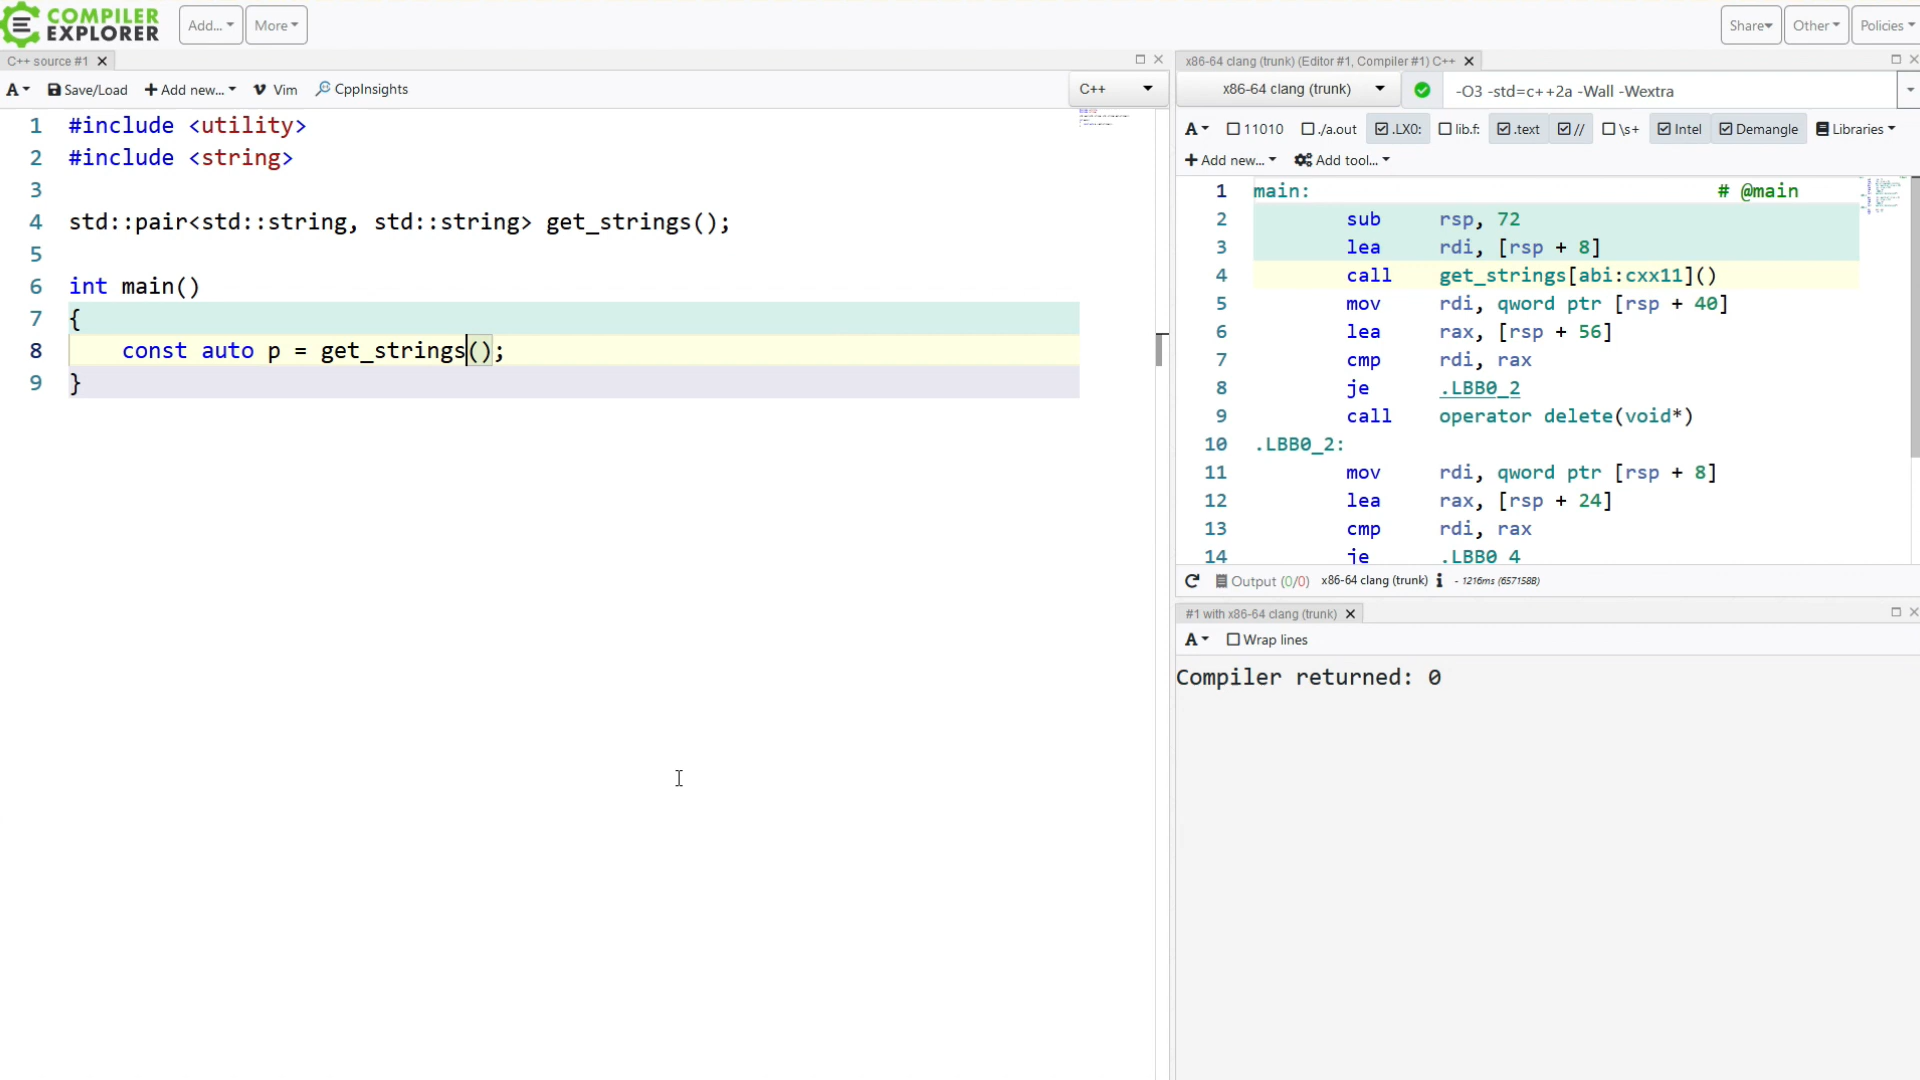 COMPILER
EXPLORER
Add...
More
Share
Other
Policies
C++ source #1
A
Save/Load
Add new...
Vim
CppInsights
C++
1 #include <utility>
2 #include <string>
3
4 std::pair<std::string, std::string> get_strings();
5
6 int main()
7 {
8 const auto p = get_strings();
9 }
x86-64 clang (trunk) (Editor #1, Compiler #1) C++
x86-64 clang (trunk)
-O3 -std=c++2a -Wall -Wextra
A 11010 ./a.out .LX0: lib.f: .text // \s+ Intel Demangle Libraries
Add new... Add tool...
1 main: # @main
2 sub rsp, 72
3 lea rdi, [rsp + 8]
4 call get_strings[abi:cxx11]()
5 mov rdi, qword ptr [rsp + 40]
6 lea rax, [rsp + 56]
7 cmp rdi, rax
8 je .LBB0_2
9 call operator delete(void*)
10 .LBB0_2:
11 mov rdi, qword ptr [rsp + 8]
12 lea rax, [rsp + 24]
13 cmp rdi, rax
14 je .LBB0_4
Output (0/0) x86-64 clang (trunk) i - 1216ms (657158B)
#1 with x86-64 clang (trunk)
A Wrap lines
Compiler returned: 0